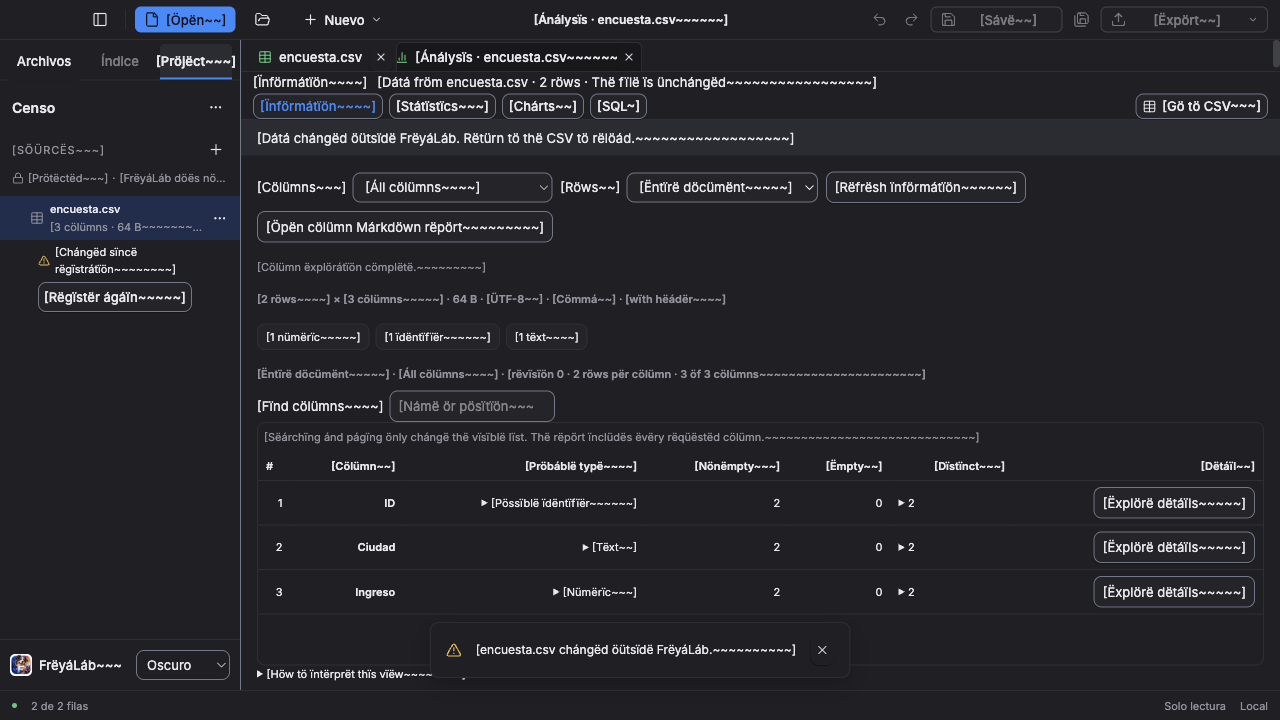 [Öpën~~]
Nuevo
[Ánálysïs · encuesta.csv~~~~~~]
[Sávë~~]
[Ëxpört~~]
Archivos
Índice
[Pröjëct~~~]
encuesta.csv
[Ánálysïs · encuesta.csv~~~~~~
[Ïnförmátïön~~~~]
[Dátá fröm encuesta.csv · 2 röws · Thë fïlë ïs ünchángëd~~~~~~~~~~~~~~~~]
[Ïnförmátïön~~~~]
[Státïstïcs~~~]
[Chárts~~]
[SQL~]
[Gö tö CSV~~~]
Censo
[SÖÜRCËS~~~]
[Prötëctëd~~~] · [FrëyáLáb döës nö...
encuesta.csv
[3 cölümns · 64 B~~~~~~~...
[Chángëd sïncë
rëgïstrátïön~~~~~~~~]
[Rëgïstër ágáïn~~~~~]
[Dátá chángëd öütsïdë FrëyáLáb. Rëtürn tö thë CSV tö rëlöád.~~~~~~~~~~~~~~~~~]
[Cölümns~~~]
[Áll cölümns~~~~]
[Röws~~]
[Ëntïrë döcümënt~~~~~]
[Rëfrësh ïnförmátïön~~~~~~]
[Öpën cölümn Márkdöwn rëpört~~~~~~~~~]
[Cölümn ëxplörátïön cömplëtë.~~~~~~~~~]
[2 röws~~~~] × [3 cölümns~~~~~] · 64 B · [ÜTF-8~~] · [Cömmá~~] · [wïth hëádër~~~~]
[1 nümërïc~~~~~]
[1 ïdëntïfïër~~~~~~]
[1 tëxt~~~~]
[Ëntïrë döcümënt~~~~~] · [Áll cölümns~~~~] · [rëvïsïön 0 · 2 röws për cölümn · 3 öf 3 cölümns~~~~~~~~~~~~~~~~~~~~~~]
[Fïnd cölümns~~~~]
[Námë ör pösïtïön~~~
[Sëárchïng ánd págïng önly chángë thë vïsïblë lïst. Thë rëpört ïnclüdës ëvëry rëqüëstëd cölümn.~~~~~~~~~~~~~~~~~~~~~~~~~~~~~]
# [Cölümn~~] [Pröbáblë typë~~~~] [Nönëmpty~~~] [Ëmpty~~] [Dïstïnct~~~] [Dëtáïl~~]
1 ID [Pössïblë ïdëntïfïër~~~~~~] 2 0 2 [Ëxplörë dëtáïls~~~~~]
2 Ciudad [Tëxt~~] 2 0 2 [Ëxplörë dëtáïls~~~~~]
3 Ingreso [Nümërïc~~~] 2 0 2 [Ëxplörë dëtáïls~~~~~]
[encuesta.csv chángëd öütsïdë FrëyáLáb.~~~~~~~~~~]
[Höw tö ïntërprët thïs vïëw~~~~
FrëyáLáb~~~
Oscuro
2 de 2 filas
Solo lectura
Local